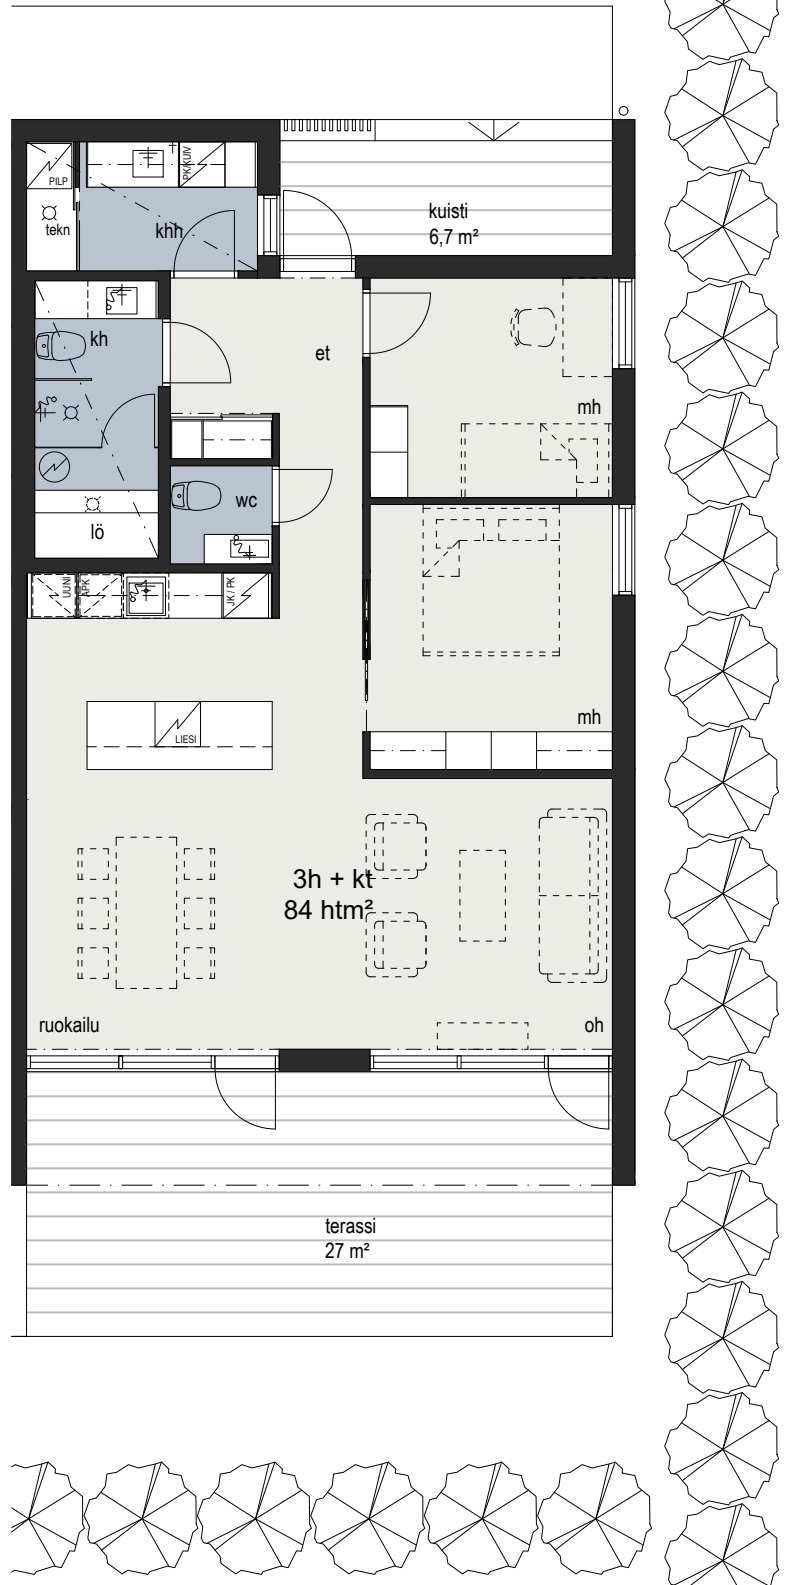 PILP
PK/KUIV
tekn
khh
kuisti
6,7 m²
kh
et
mh
wc
lö
UUNI
APK
JK / PK
mh
LIESI
3h + kt
84 htm²
ruokailu
oh
terassi
27 m²